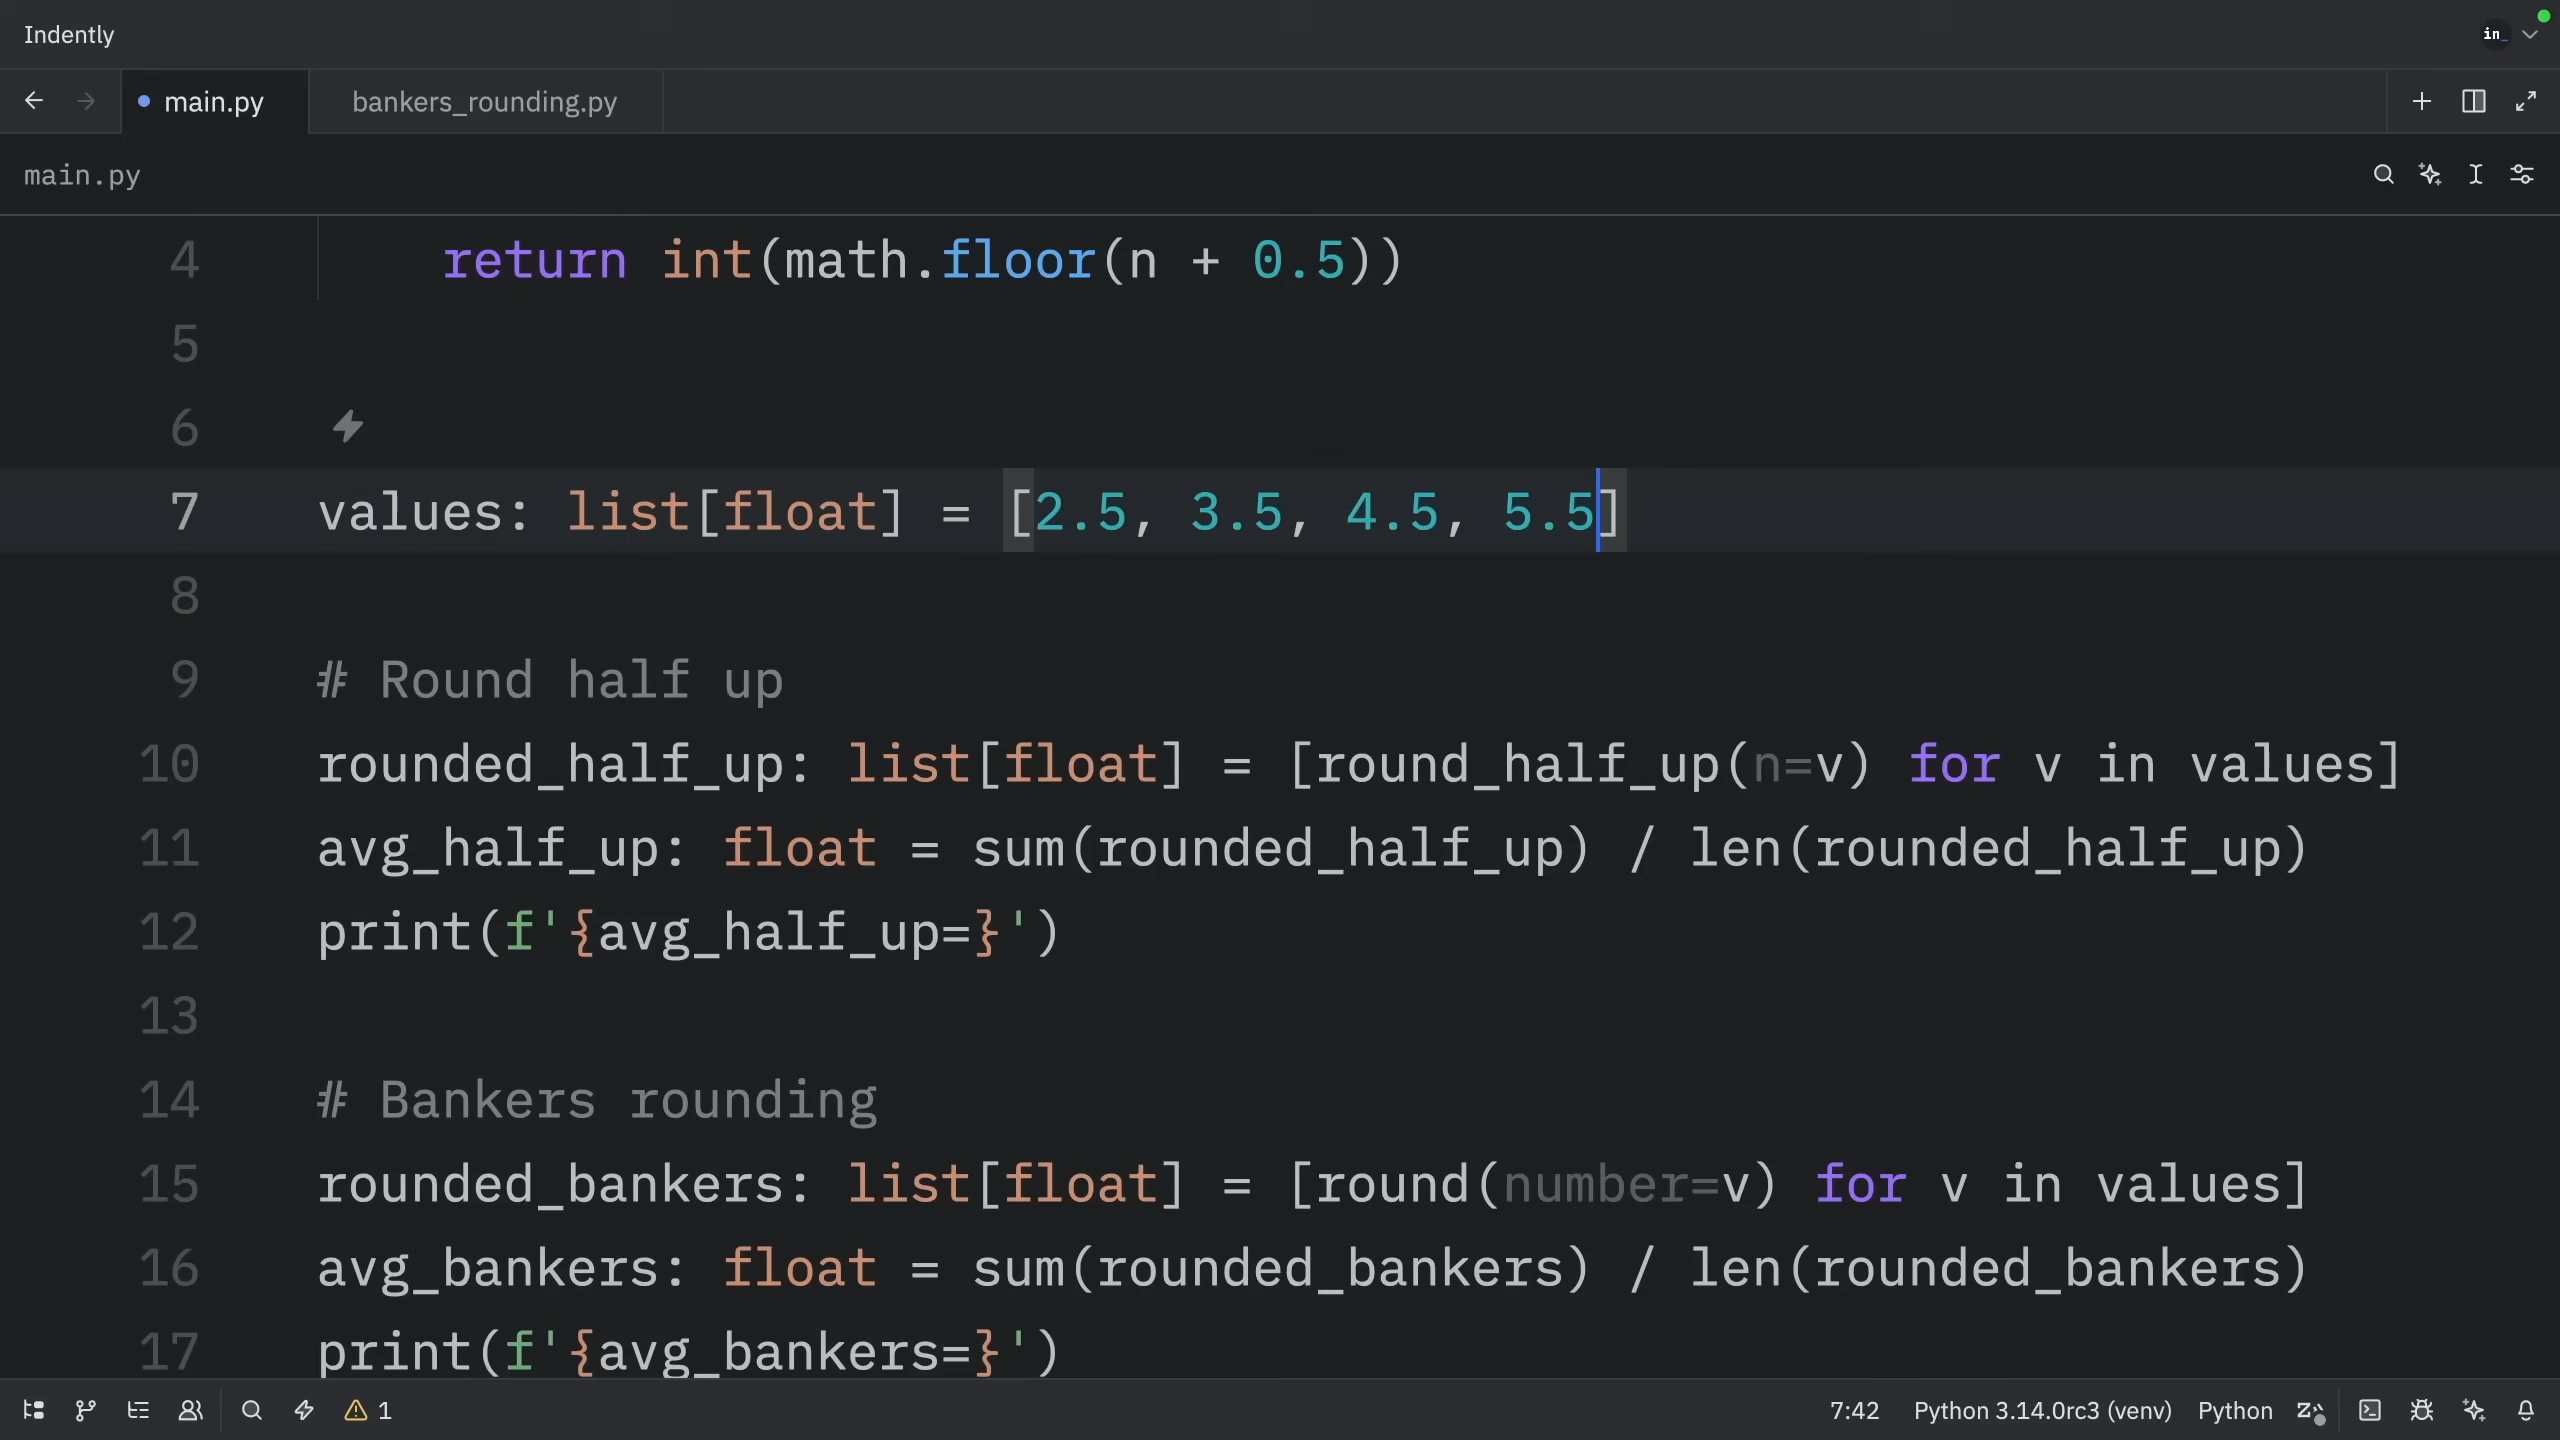 Indently
in_
main.py
bankers_rounding.py
main.py
4 return int(math.floor(n + 0.5))
5
6
7 values: list[float] = [2.5, 3.5, 4.5, 5.5]
8
9 # Round half up
10 rounded_half_up: list[float] = [round_half_up(n=v) for v in values]
11 avg_half_up: float = sum(rounded_half_up) / len(rounded_half_up)
12 print(f'{avg_half_up=}')
13
14 # Bankers rounding
15 rounded_bankers: list[float] = [round(number=v) for v in values]
16 avg_bankers: float = sum(rounded_bankers) / len(rounded_bankers)
17 print(f'{avg_bankers=}')
1 7:42 Python 3.14.0rc3 (venv) Python